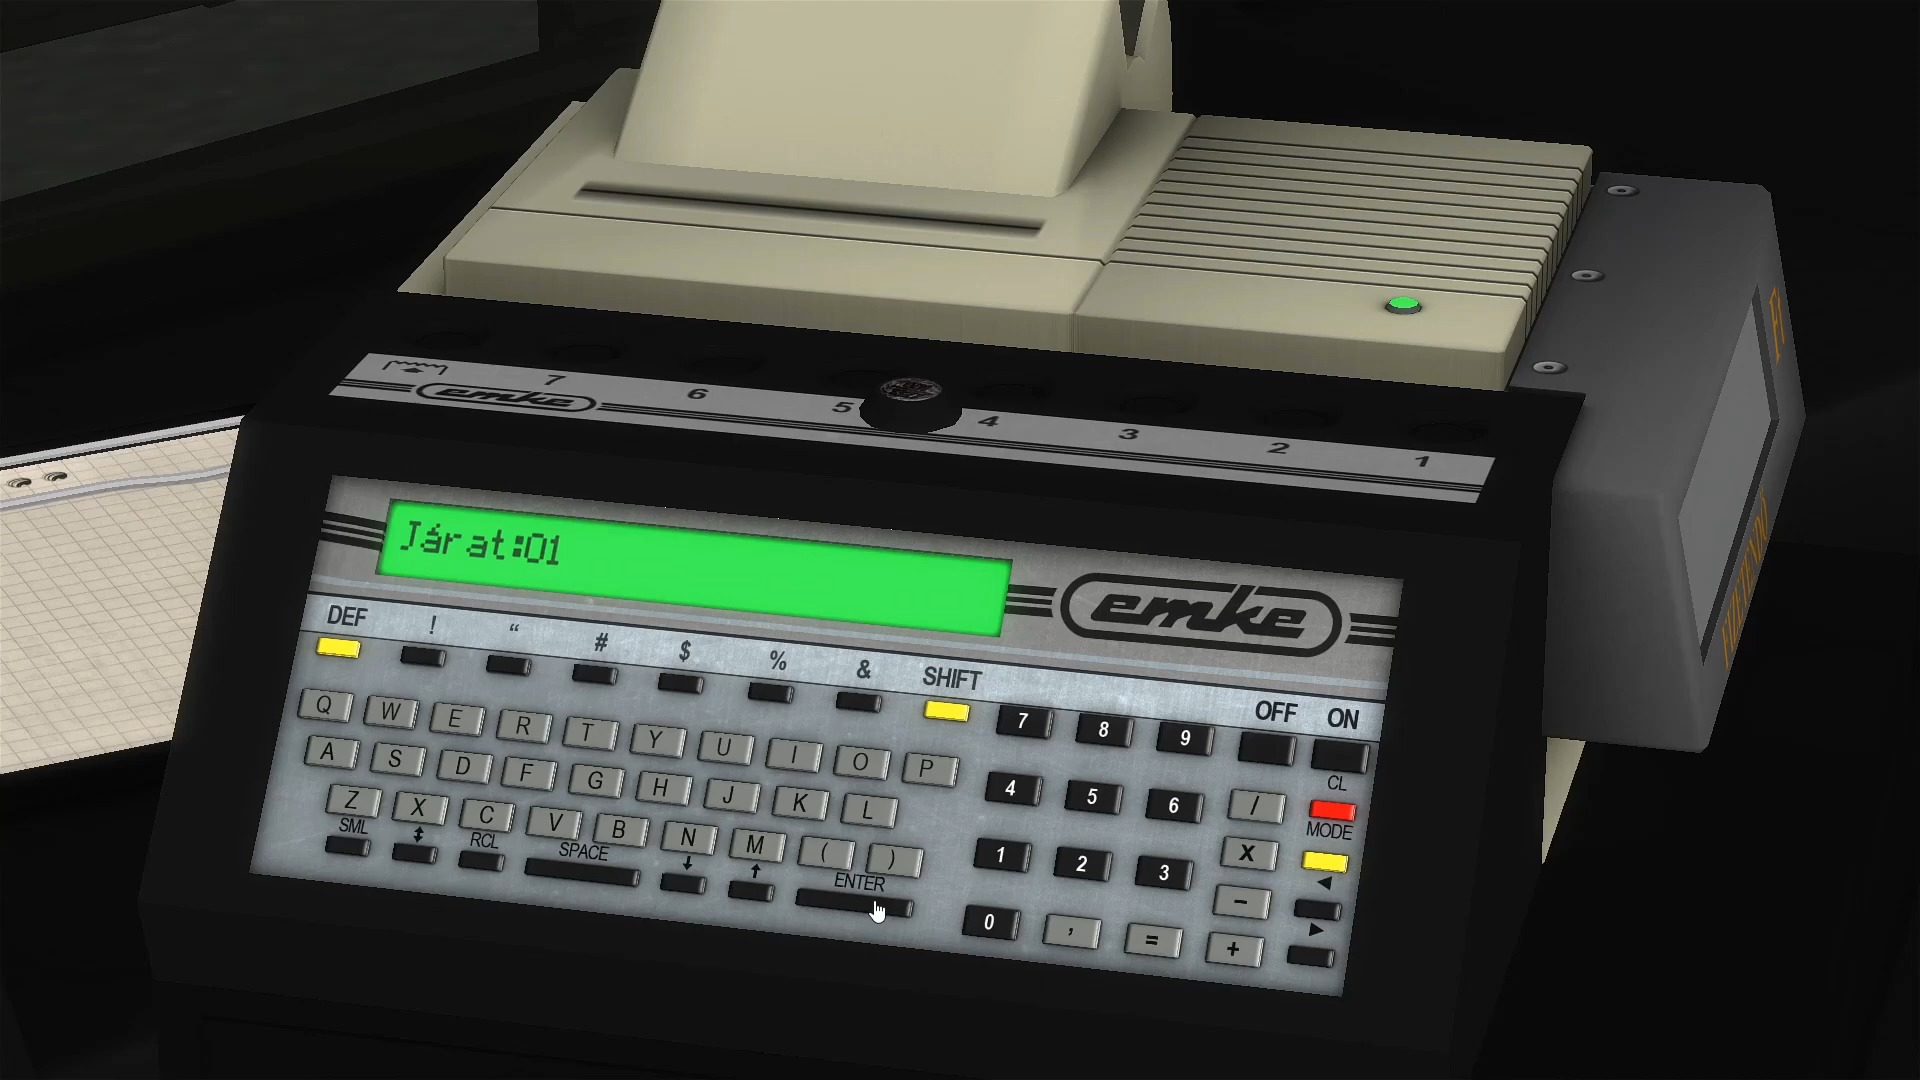 7 6 5 4 3 2 1
emke
Járat:01
emke
DEF ! “ # $ % & SHIFT OFF ON
Q W E R T Y U I O P 7 8 9
CL
A S D F G H J K L 4 5 6 /
MODE
Z X C V B N M ( ) 1 2 3 X
SML RCL SPACE ENTER
0 , = + -
Ft